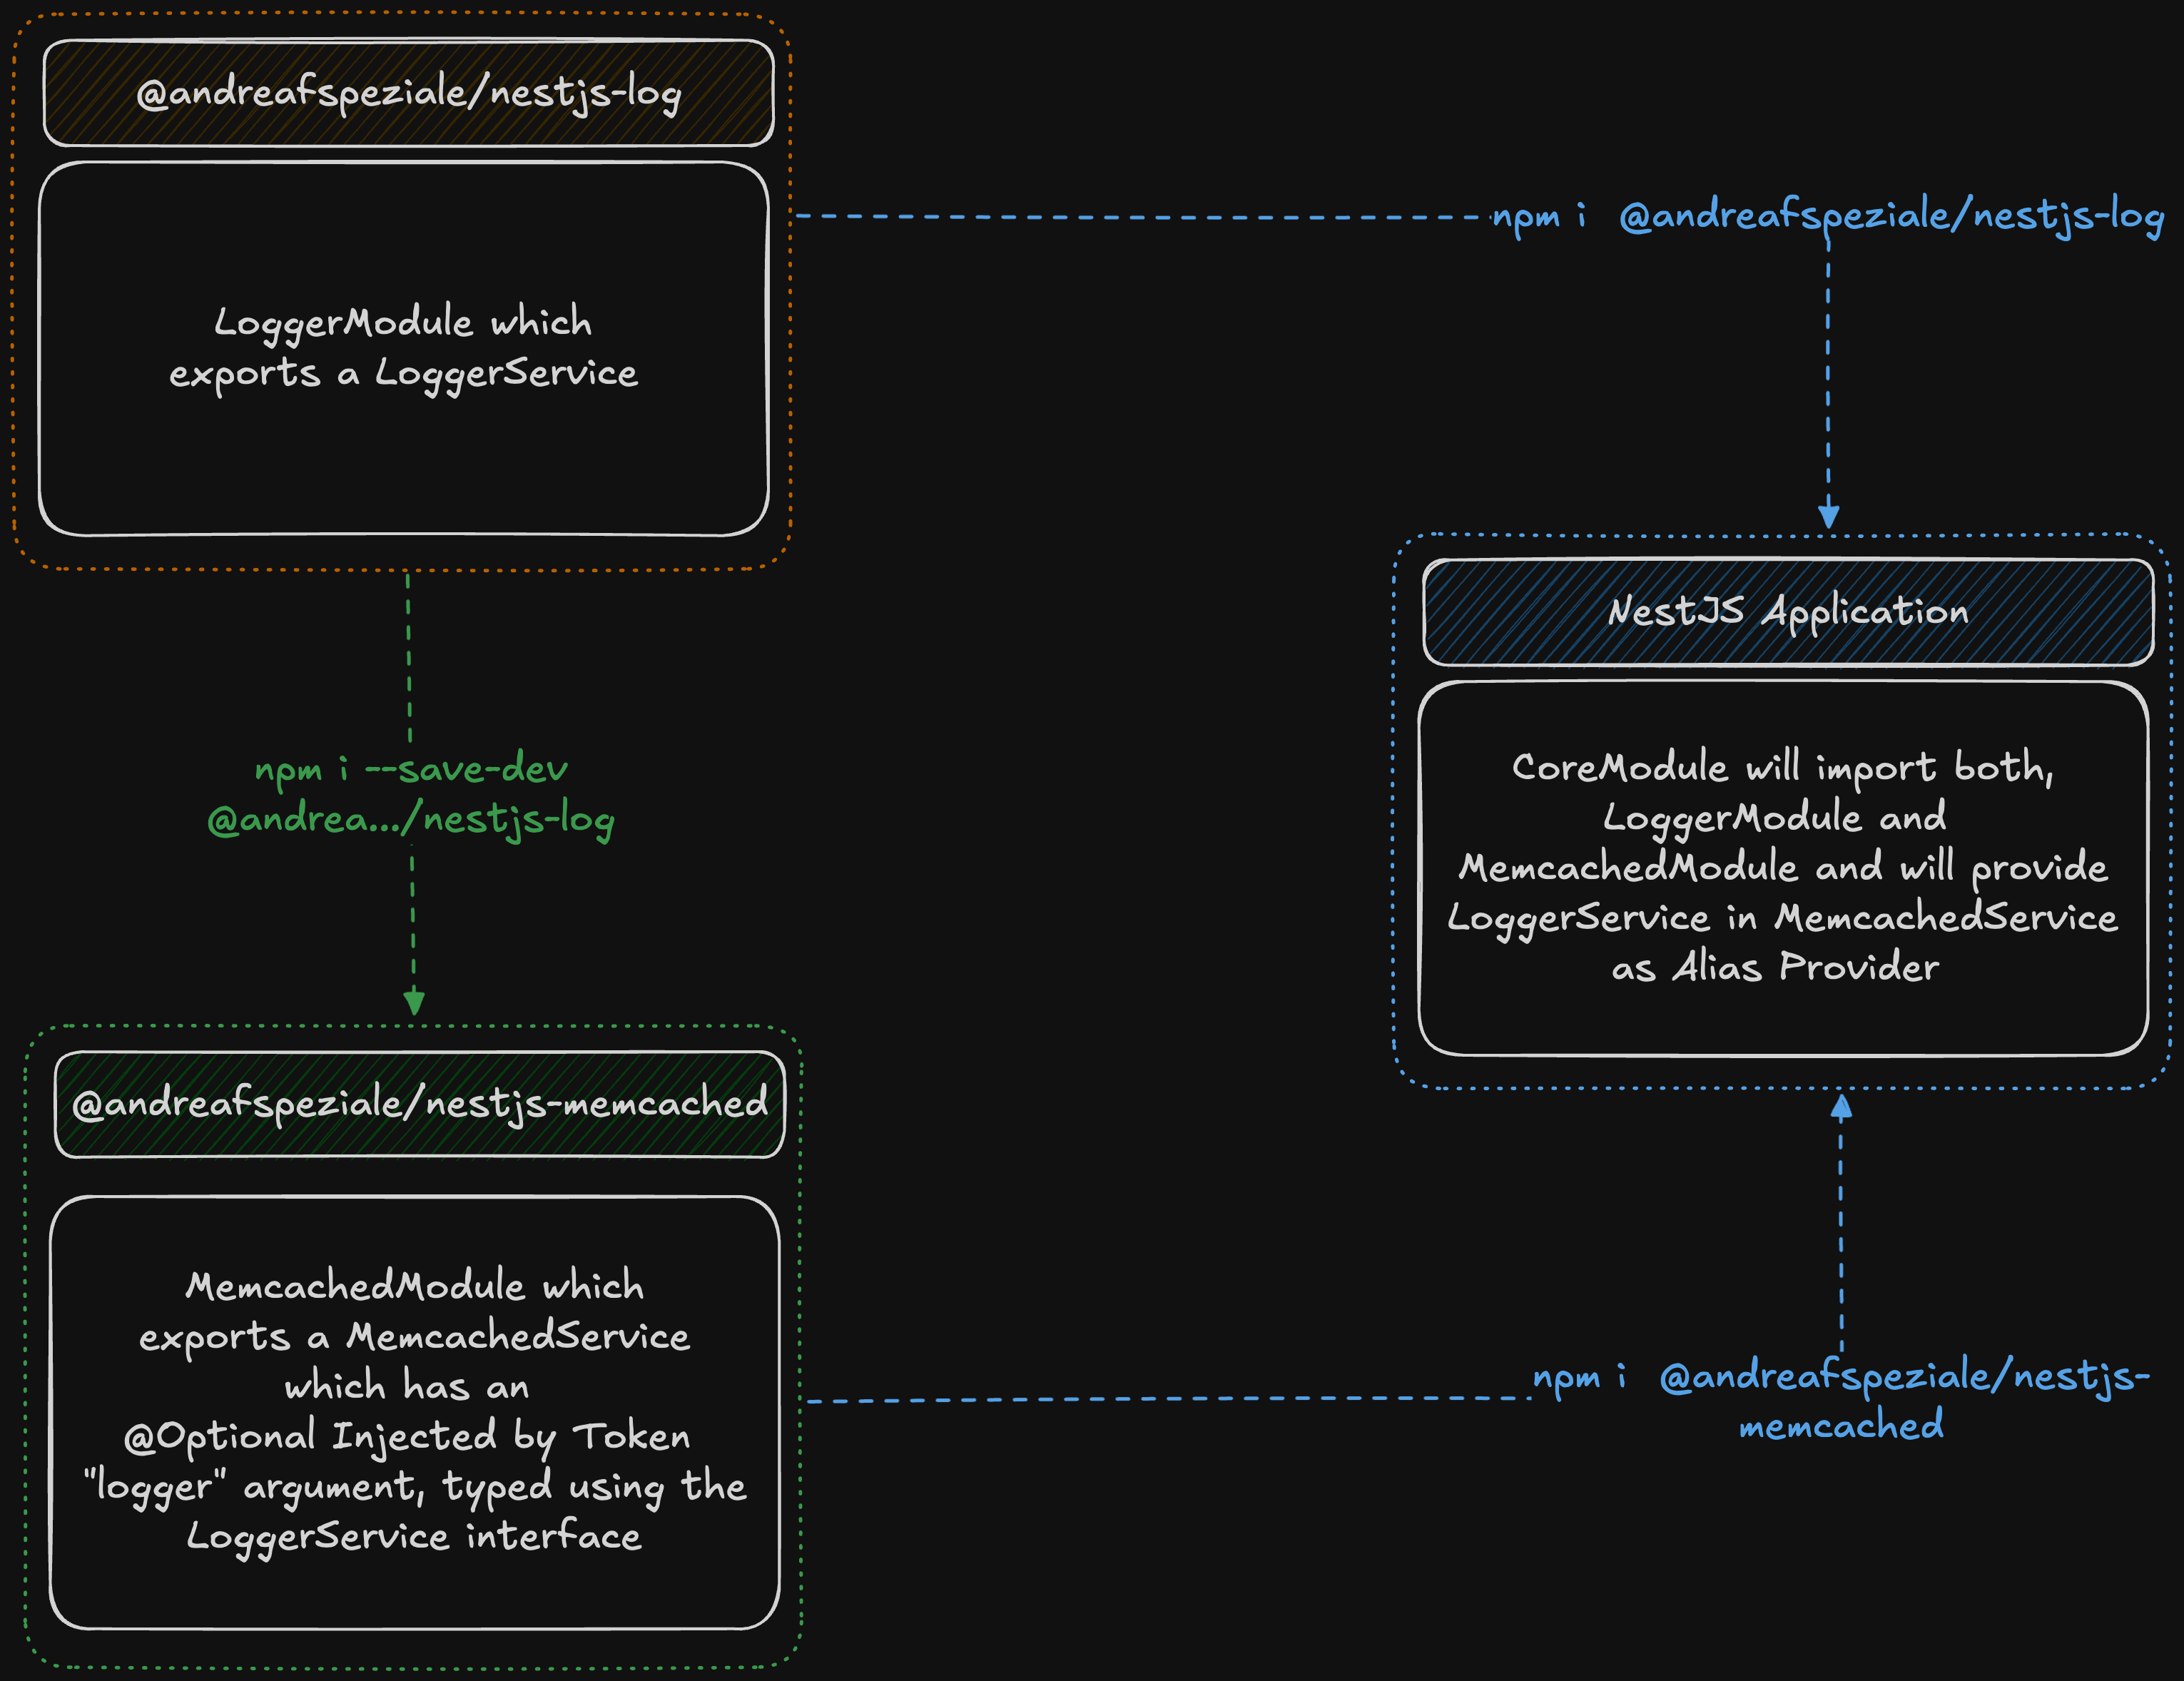 @andreafspeziale/nestjs-log
LoggerModule which
exports a LoggerService
npm i @andreafspeziale/nestjs-log
NestJS Application
CoreModule will import both,
LoggerModule and
MemcachedModule and will provide
LoggerService in MemcachedService
as Alias Provider
npm i --save-dev
@andrea.../nestjs-log
@andreafspeziale/nestjs-memcached
MemcachedModule which
exports a MemcachedService
which has an
@Optional Injected by Token
"logger" argument, typed using the
LoggerService interface
npm i @andreafspeziale/nestjs-
memcached